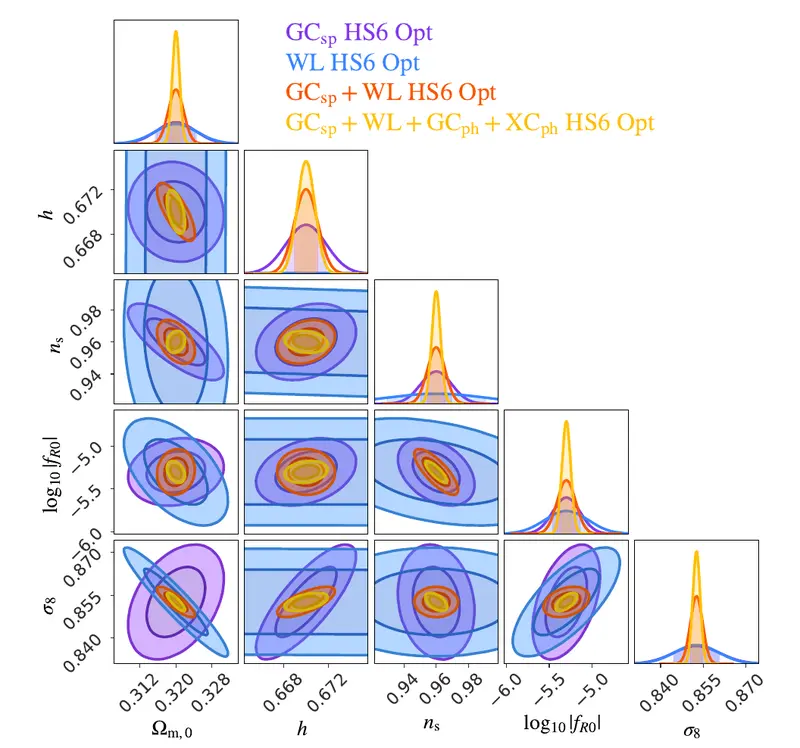 GCsp HS6 Opt
WL HS6 Opt
GCsp + WL HS6 Opt
GCsp + WL + GCph + XCph HS6 Opt
h
0.672
0.668
ns
0.98
0.96
0.94
log10 |fR0|
−5.0
−5.5
−6.0
σ8
0.870
0.855
0.840
0.312 0.320 0.328 0.668 0.672 0.94 0.96 0.98 −6.0 −5.5 −5.0 0.840 0.855 0.870
Ωm, 0 h ns log10 |fR0| σ8